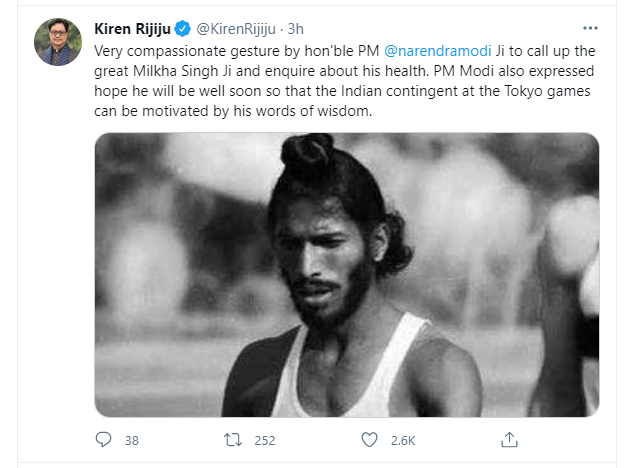 Kiren Rijiju @KirenRijiju · 3h
Very compassionate gesture by hon'ble PM @narendramodi Ji to call up the
great Milkha Singh Ji and enquire about his health. PM Modi also expressed
hope he will be well soon so that the Indian contingent at the Tokyo games
can be motivated by his words of wisdom.
38 252 2.6K